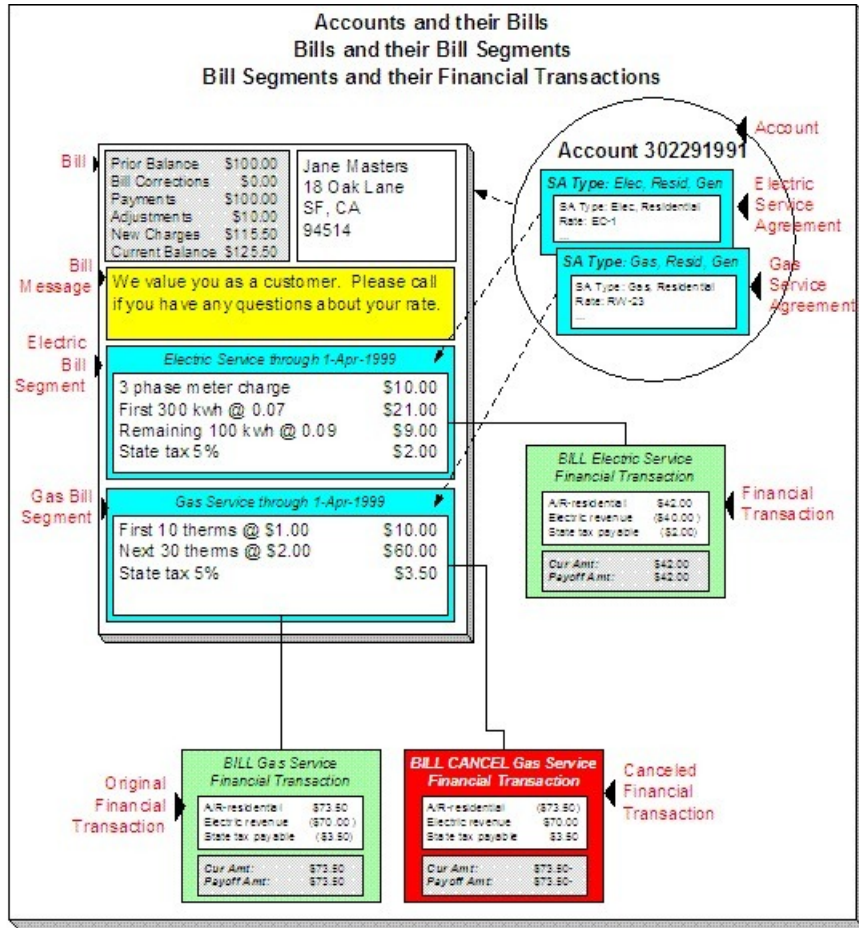 Accounts and their Bills
Bills and their Bill Segments
Bill Segments and their Financial Transactions
Account
Account 302291991
SA Type: Elec, Resid, Gen
SA Type: Elec, Residential
Rate: EC-1
...
Electric
Service
Agreement
SA Type: Gas, Resid, Gen
SA Type: Gas, Residential
Rate: RW-23
...
Gas
Service
Agreement
Bill
Prior Balance $100.00
Bill Corrections $0.00
Payments $100.00
Adjustments $10.00
New Charges $115.50
Current Balance $125.50
Jane Masters
18 Oak Lane
SF, CA
94514
Bill
Message
We value you as a customer. Please call
if you have any questions about your rate.
Electric
Bill
Segment
Electric Service through 1-Apr-1999
3 phase meter charge $10.00
First 300 kwh @ 0.07 $21.00
Remaining 100 kwh @ 0.09 $9.00
State tax 5% $2.00
Gas Bill
Segment
Gas Service through 1-Apr-1999
First 10 therms @ $1.00 $10.00
Next 30 therms @ $2.00 $60.00
State tax 5% $3.50
BILL Electric Service
Financial Transaction
A/R-residential $42.00
Electric revenue ($40.00)
State tax payable ($2.00)
Cur Amt: $42.00
Payoff Amt: $42.00
Financial
Transaction
Original
Financial
Transaction
BILL Gas Service
Financial Transaction
A/R-residential $73.50
Electric revenue ($70.00)
State tax payable ($3.50)
Cur Amt: $73.50
Payoff Amt: $73.50
BILL CANCEL Gas Service
Financial Transaction
A/R-residential ($73.50)
Electric revenue $70.00
State tax payable $3.50
Cur Amt: $73.50-
Payoff Amt: $73.50-
Canceled
Financial
Transaction